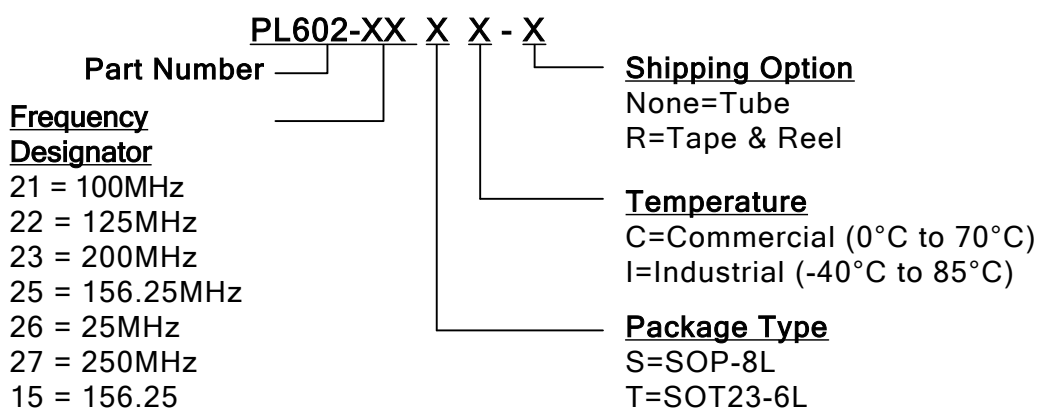 PL602-XX X X - X
Part Number
Frequency
Designator
21 = 100MHz
22 = 125MHz
23 = 200MHz
25 = 156.25MHz
26 = 25MHz
27 = 250MHz
15 = 156.25
Shipping Option
None=Tube
R=Tape & Reel
Temperature
C=Commercial (0°C to 70°C)
I=Industrial (-40°C to 85°C)
Package Type
S=SOP-8L
T=SOT23-6L